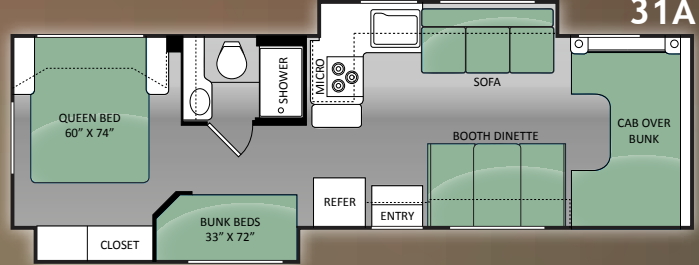 31A
QUEEN BED
60" X 74"
SHOWER
MICRO
SOFA
BOOTH DINETTE
CAB OVER
BUNK
REFER
ENTRY
BUNK BEDS
33" X 72"
CLOSET